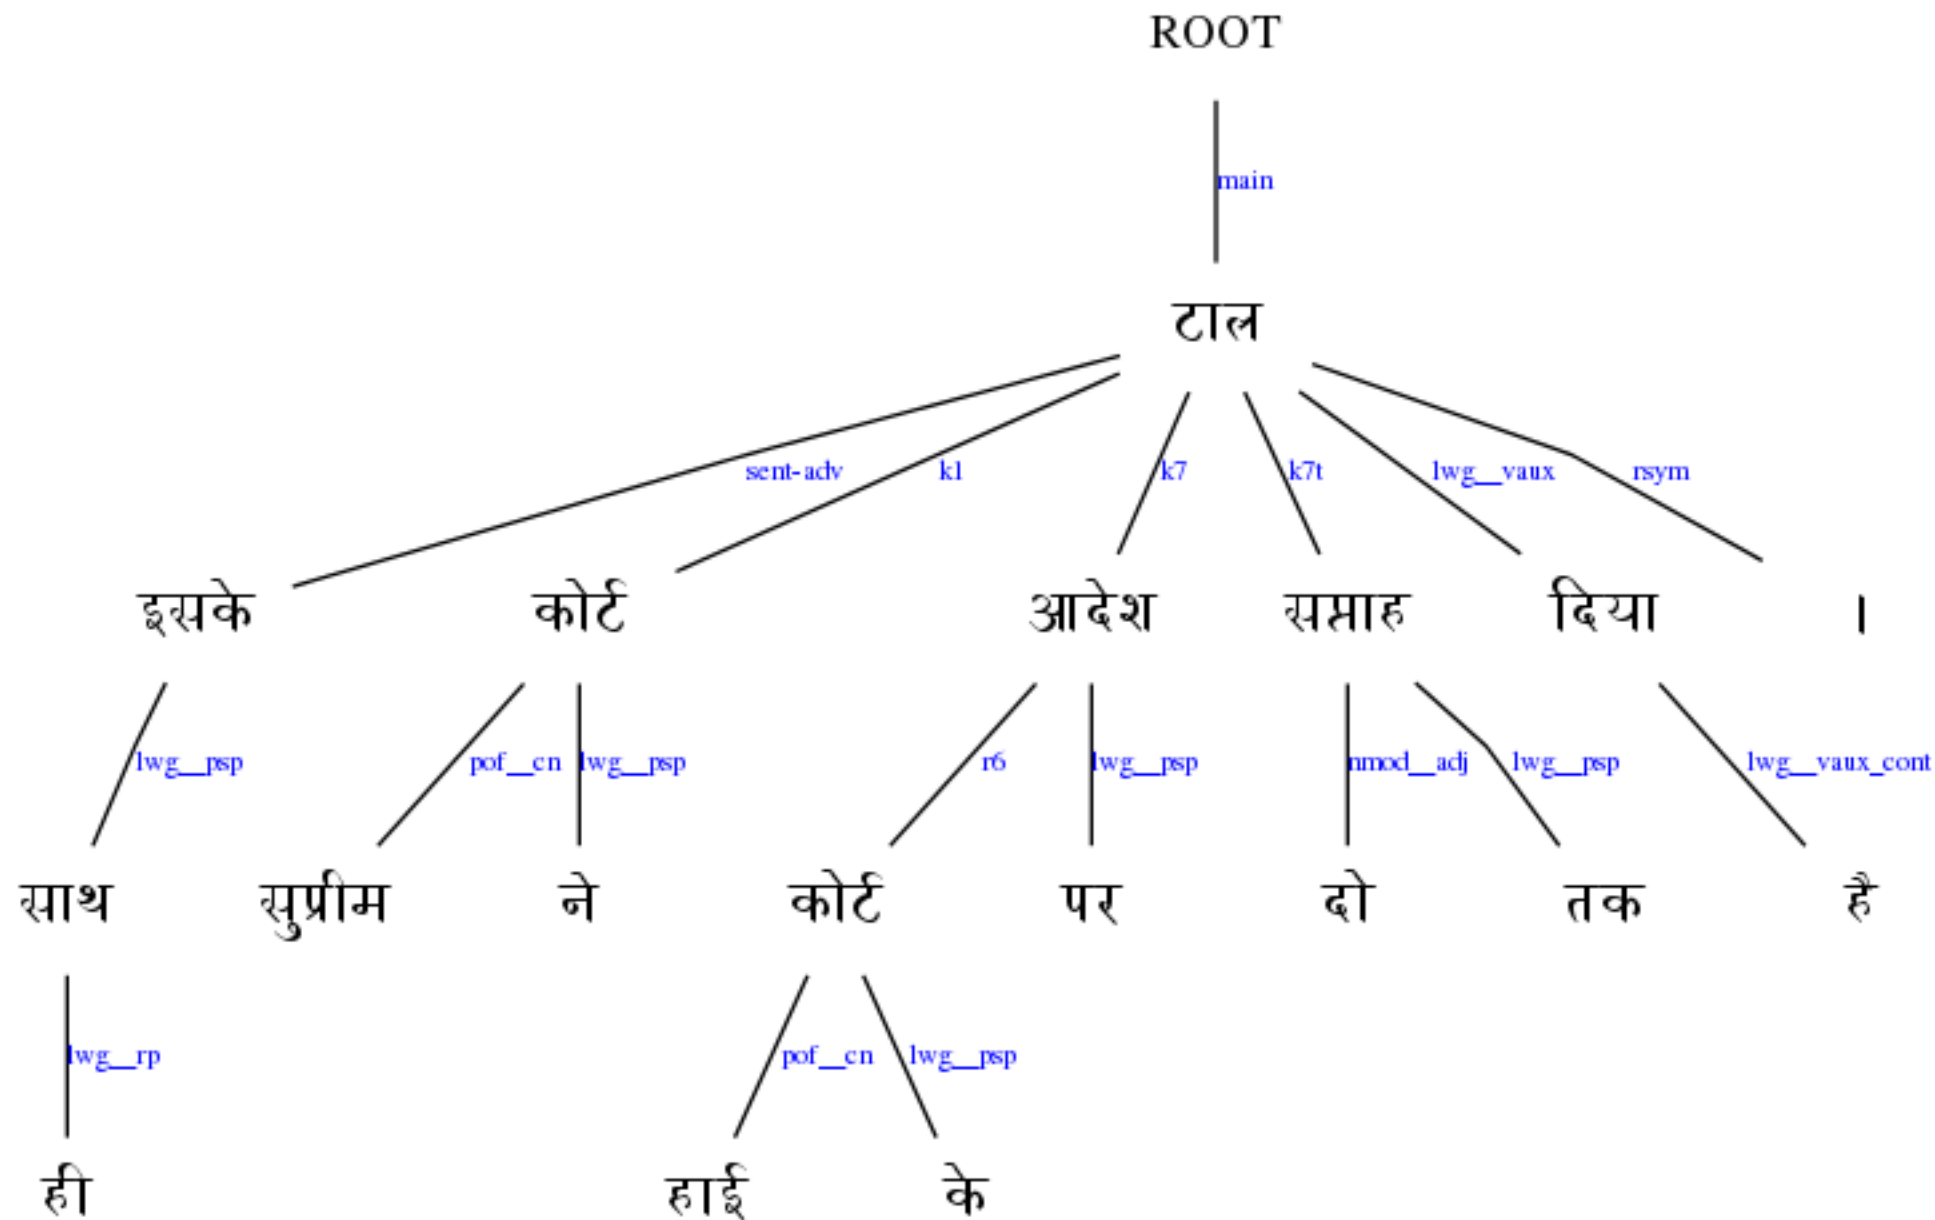 ROOT
main
टाल
sent-adv k1 k7 k7t lwg__vaux rsym
इसके कोर्ट आदेश सप्ताह दिया ।
lwg__psp pof__cn lwg__psp r6 lwg__psp nmod__adj lwg__psp lwg__vaux_cont
साथ सुप्रीम ने कोर्ट पर दो तक है
lwg__rp pof__cn lwg__psp
ही हाई के